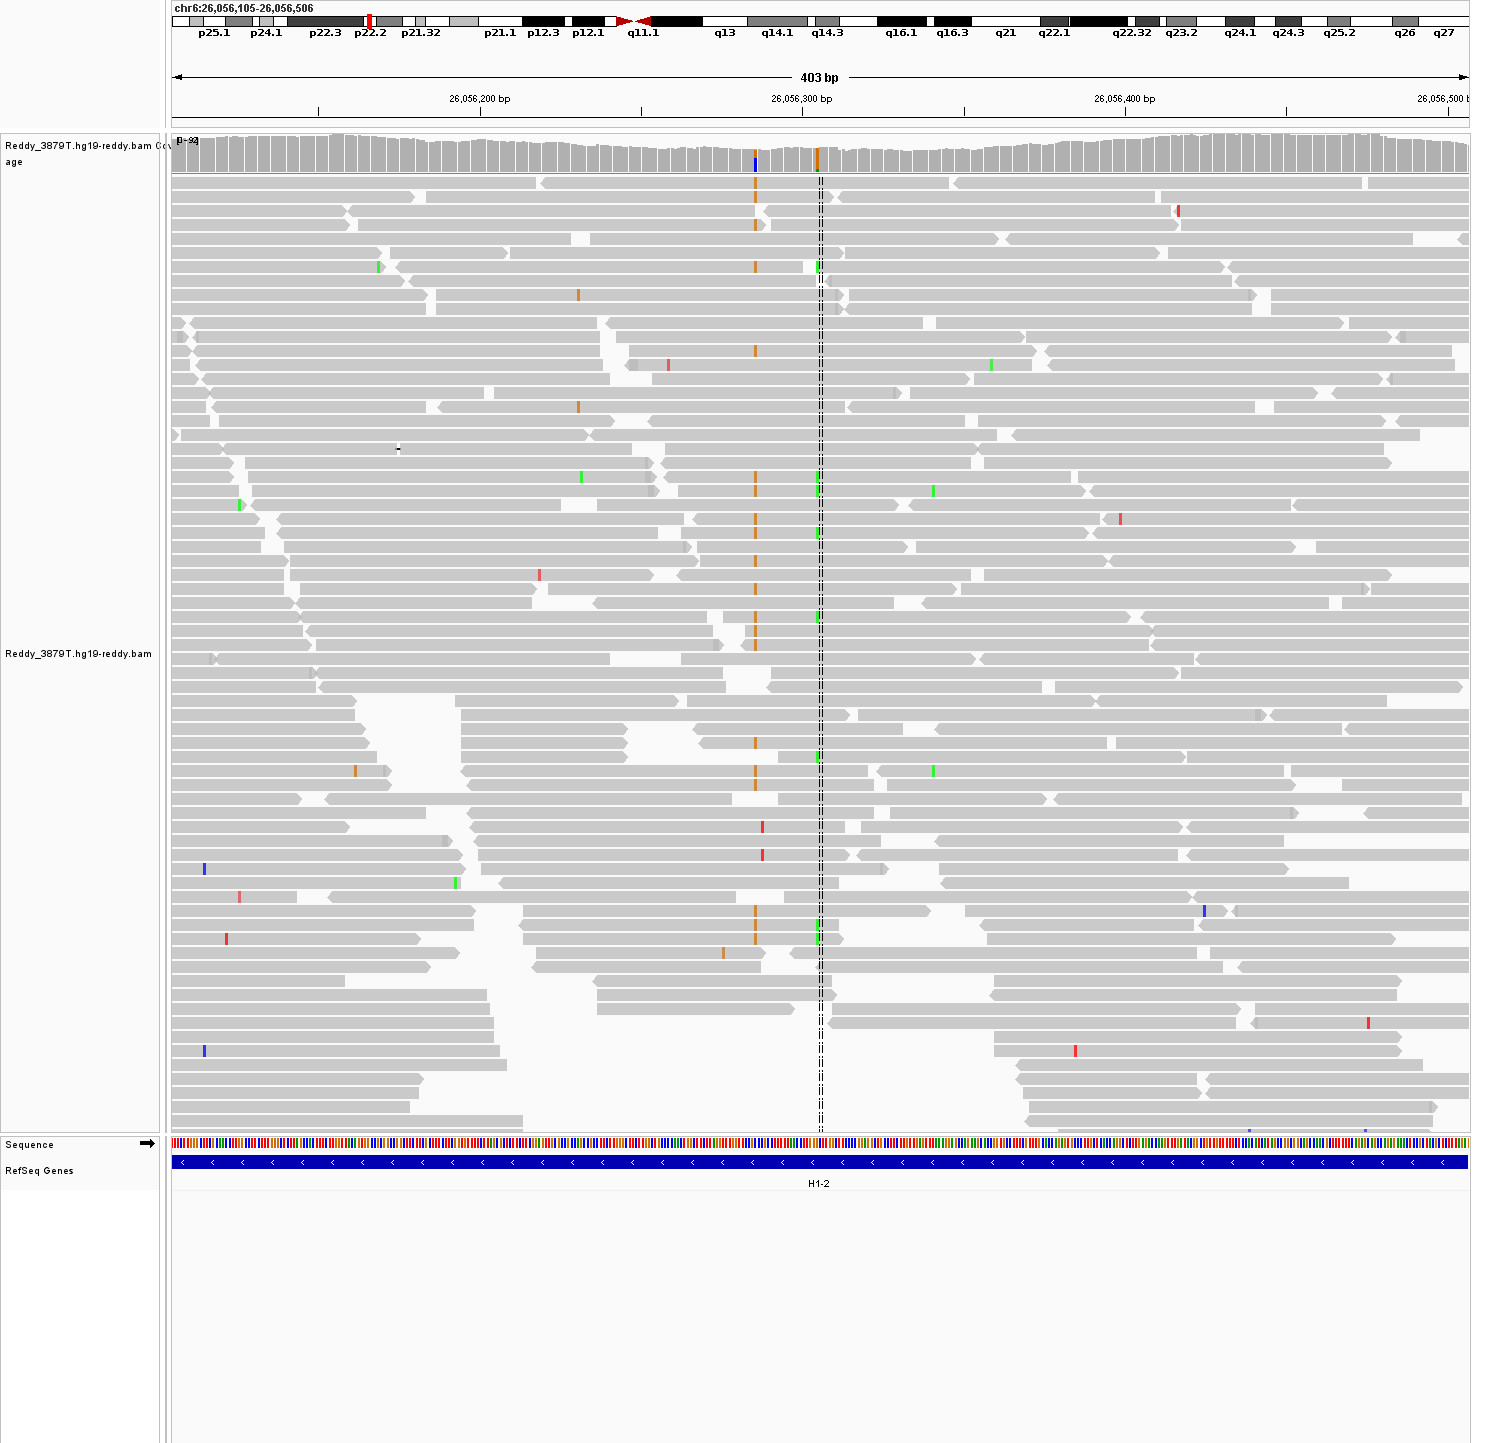 chr6:26,056,105-26,056,506
p25.1 p24.1 p22.3 p22.2 p21.32 p21.1 p12.3 p12.1 q11.1 q13 q14.1 q14.3 q16.1 q16.3 q21 q22.1 q22.32 q23.2 q24.1 q24.3 q25.2 q26 q27
403 bp
26,056,200 bp 26,056,300 bp 26,056,400 bp 26,056,500 b
Reddy_3879T.hg19-reddy.bam Cov
age
[0-92]
Reddy_3879T.hg19-reddy.bam
Sequence
RefSeq Genes
H1-2